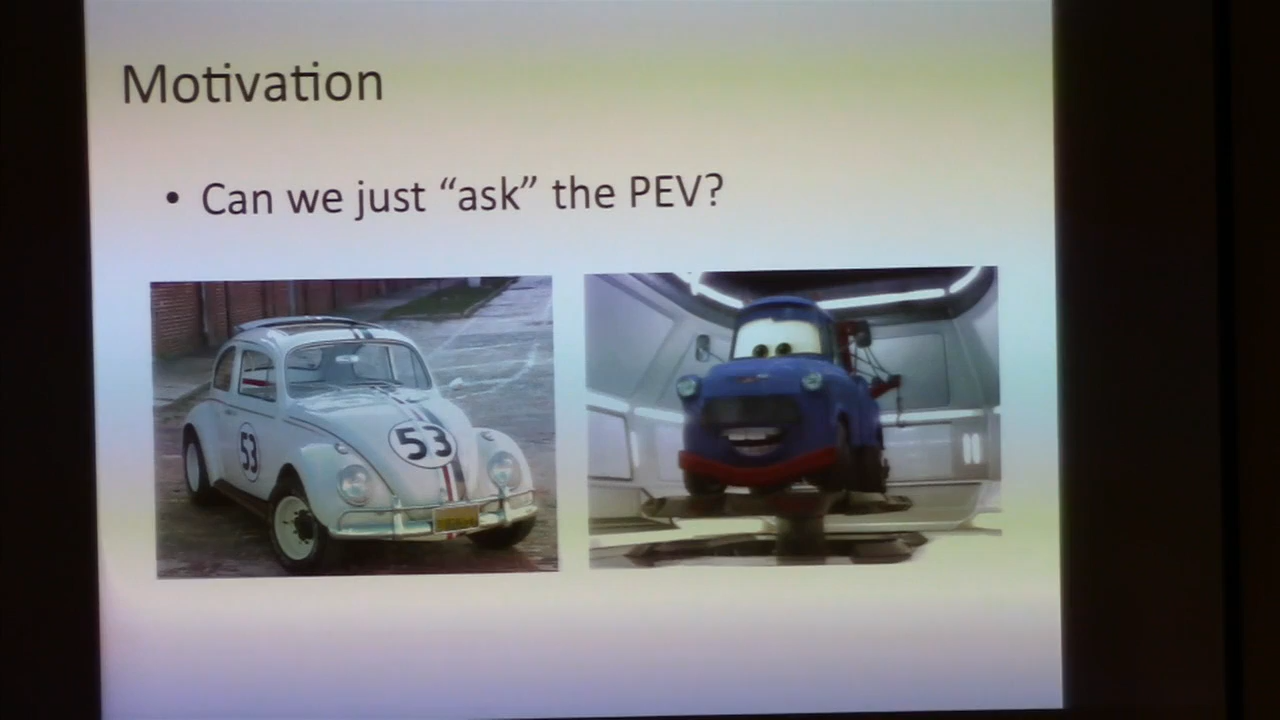 Motivation
• Can we just “ask” the PEV?
53
53